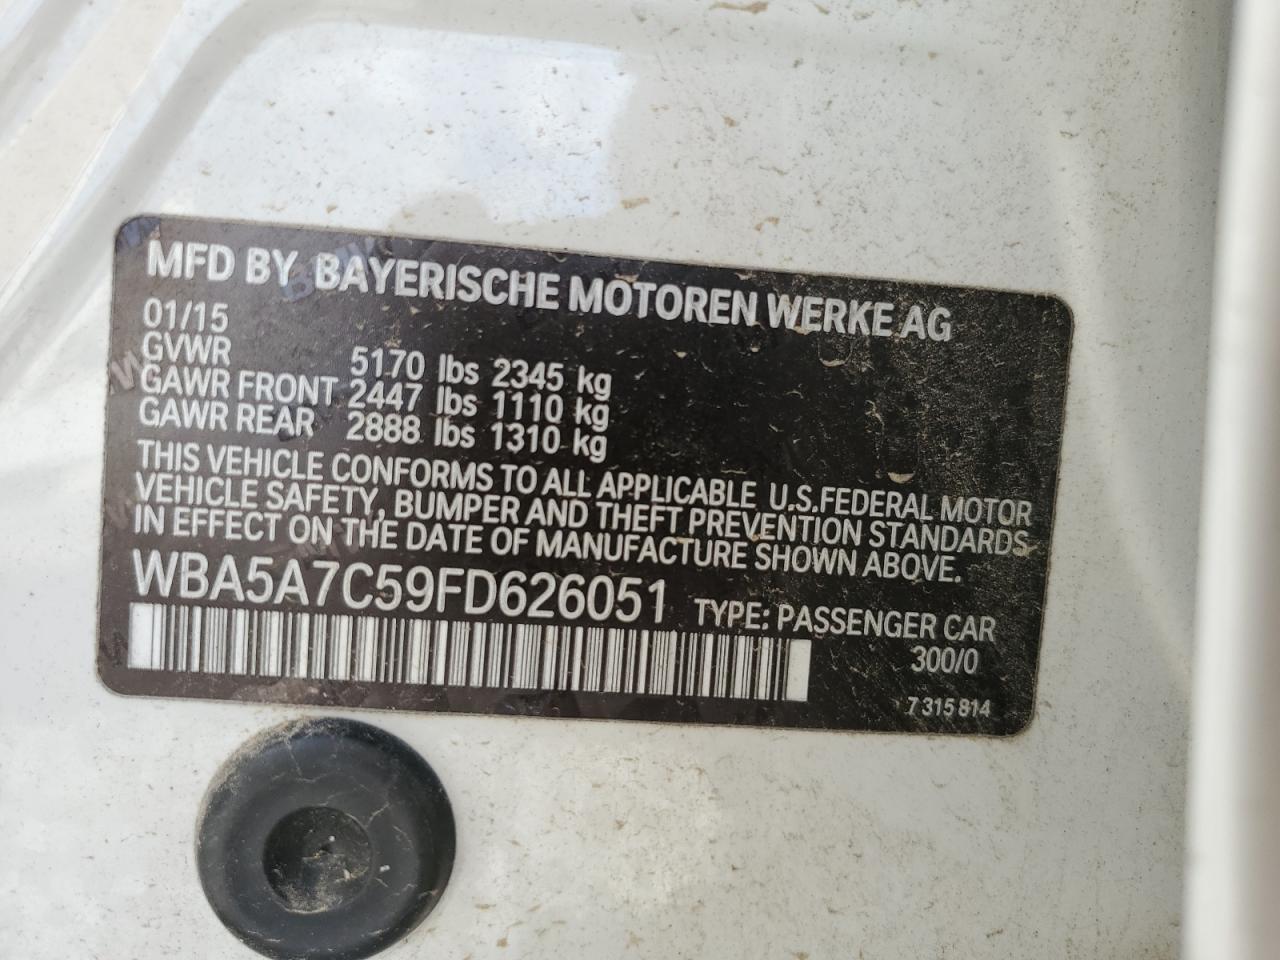 MFD BY BAYERISCHE MOTOREN WERKE AG
01/15
GVWR 5170 lbs 2345 kg
GAWR FRONT 2447 lbs 1110 kg
GAWR REAR 2888 lbs 1310 kg
THIS VEHICLE CONFORMS TO ALL APPLICABLE U.S.FEDERAL MOTOR
VEHICLE SAFETY, BUMPER AND THEFT PREVENTION STANDARDS
IN EFFECT ON THE DATE OF MANUFACTURE SHOWN ABOVE.
WBA5A7C59FD626051 TYPE: PASSENGER CAR
300/0
7 315 814